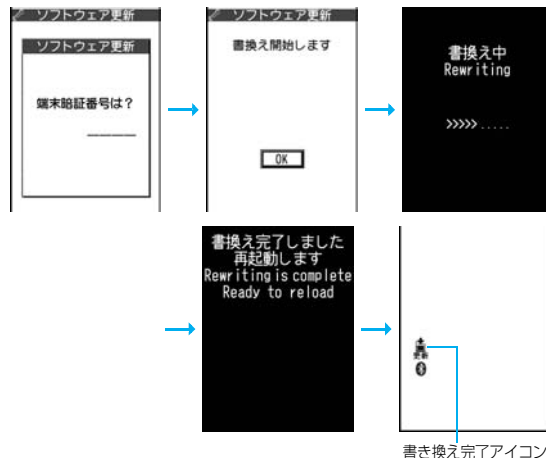 ソフトウェア更新
ソフトウェア更新
端末暗証番号は？
ソフトウェア更新
書換え開始します
OK
書換え中
Rewriting
>>>>>.....
書換え完了しました
再起動します
Rewriting is complete
Ready to reload
更新
書き換え完了アイコン